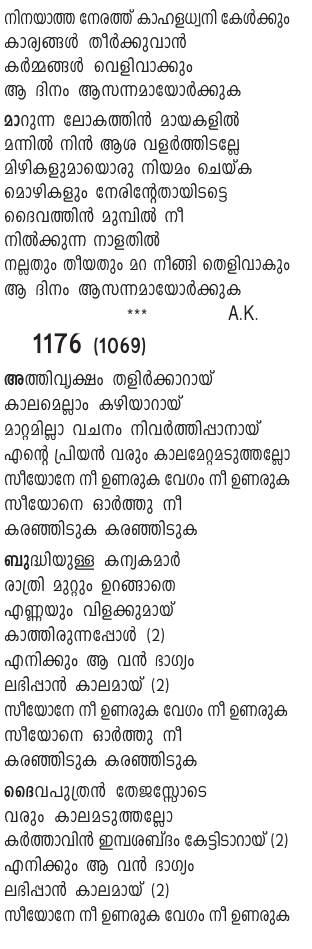 നിനയാത്ത നേരത്ത് കാഹളധ്വനി കേൾക്കും
കാര്യങ്ങൾ തീർക്കുവാൻ
കർമ്മങ്ങൾ വെളിവാക്കും
ആ ദിനം ആസന്നമായോർക്കുക
മാറുന്ന ലോകത്തിൻ മായകളിൽ
മന്നിൽ നിൻ ആശ വളർത്തിടല്ലേ
മിഴികളുമായൊരു നിയമം ചെയ്ക
മൊഴികളും നേരിന്റേതായിടട്ടെ
ദൈവത്തിൻ മുമ്പിൽ നീ
നിൽക്കുന്ന നാളതിൽ
നല്ലതും തീയതും മറ നീങ്ങി തെളിവാകും
ആ ദിനം ആസന്നമായോർക്കുക
*** A.K.
1176 (1069)
അത്തിവൃക്ഷം തളിർക്കാറായ്
കാലമെല്ലാം കഴിയാറായ്
മാറ്റമില്ലാ വചനം നിവർത്തിപ്പാനായ്
എന്റെ പ്രിയൻ വരും കാലമേറ്റമടുത്തല്ലോ
സീയോനേ നീ ഉണരുക വേഗം നീ ഉണരുക
സീയോനെ ഓർത്തു നീ
കരഞ്ഞിടുക കരഞ്ഞിടുക
ബുദ്ധിയുള്ള കന്യകമാർ
രാത്രി മുറ്റും ഉറങ്ങാതെ
എണ്ണയും വിളക്കുമായ്
കാത്തിരുന്നപ്പോൾ (2)
എനിക്കും ആ വൻ ഭാഗ്യം
ലഭിപ്പാൻ കാലമായ് (2)
സീയോനേ നീ ഉണരുക വേഗം നീ ഉണരുക
സീയോനെ ഓർത്തു നീ
കരഞ്ഞിടുക കരഞ്ഞിടുക
ദൈവപുത്രൻ തേജസ്സോടെ
വരും കാലമടുത്തല്ലോ
കർത്താവിൻ ഇമ്പശബ്ദം കേട്ടിടാറായ് (2)
എനിക്കും ആ വൻ ഭാഗ്യം
ലഭിപ്പാൻ കാലമായ് (2)
സീയോനേ നീ ഉണരുക വേഗം നീ ഉണരുക